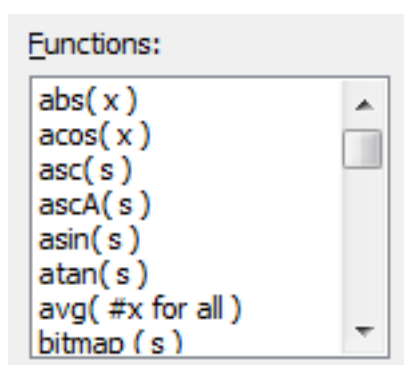 Functions:
abs( x )
acos( x )
asc( s )
ascA( s )
asin( s )
atan( s )
avg( #x for all )
bitmap ( s )